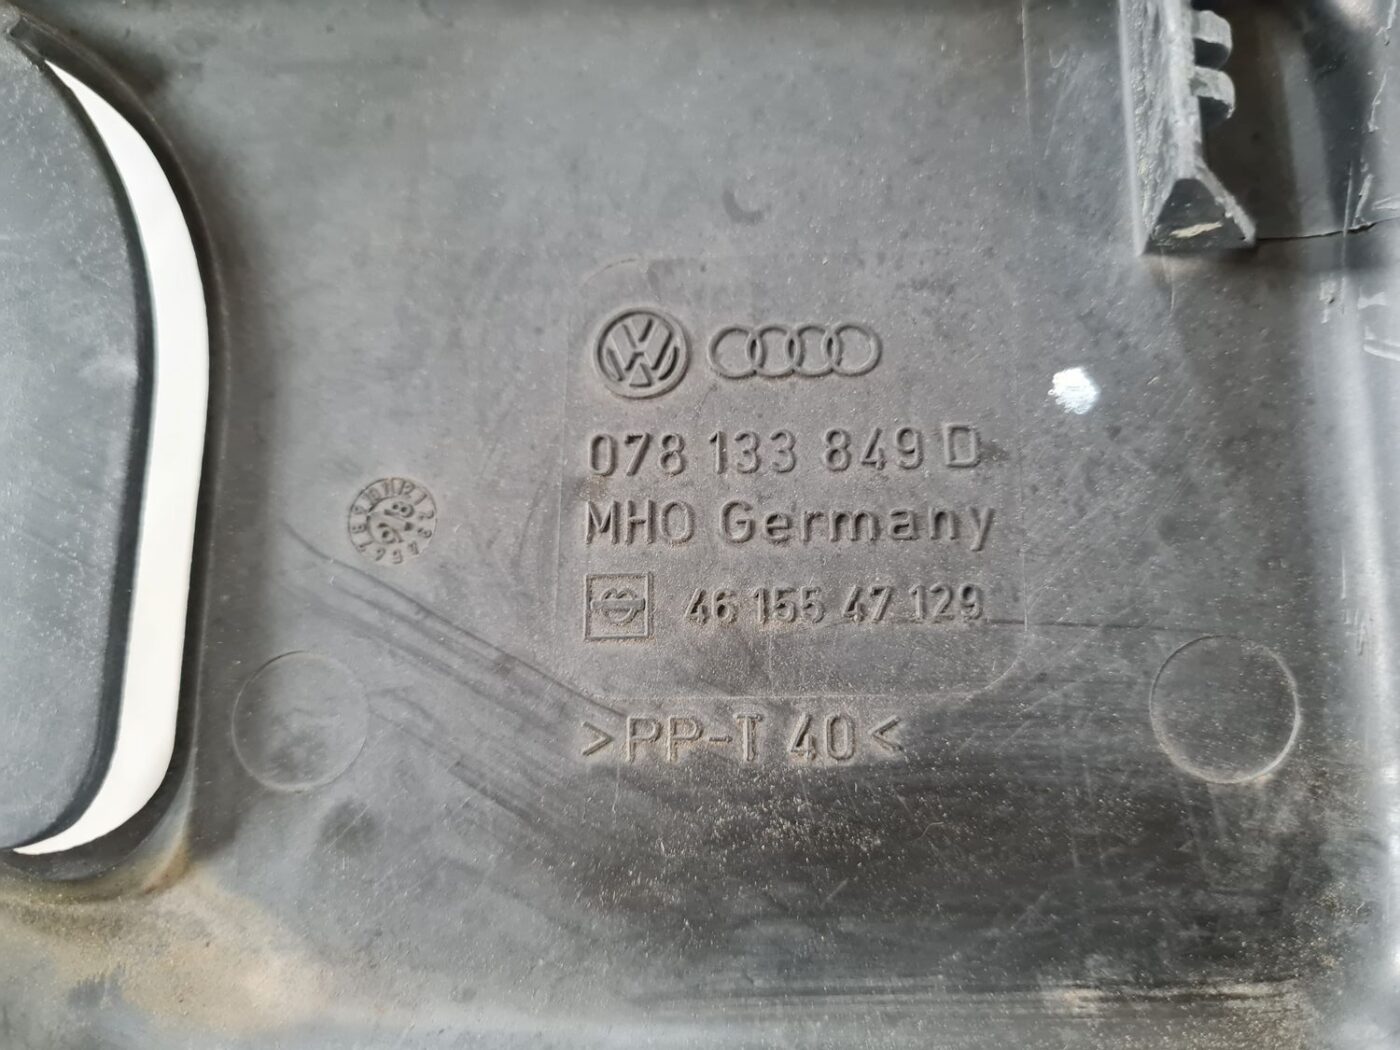 078 133 849 D
MHO Germany
46 155 47 129
>PP-T 40<